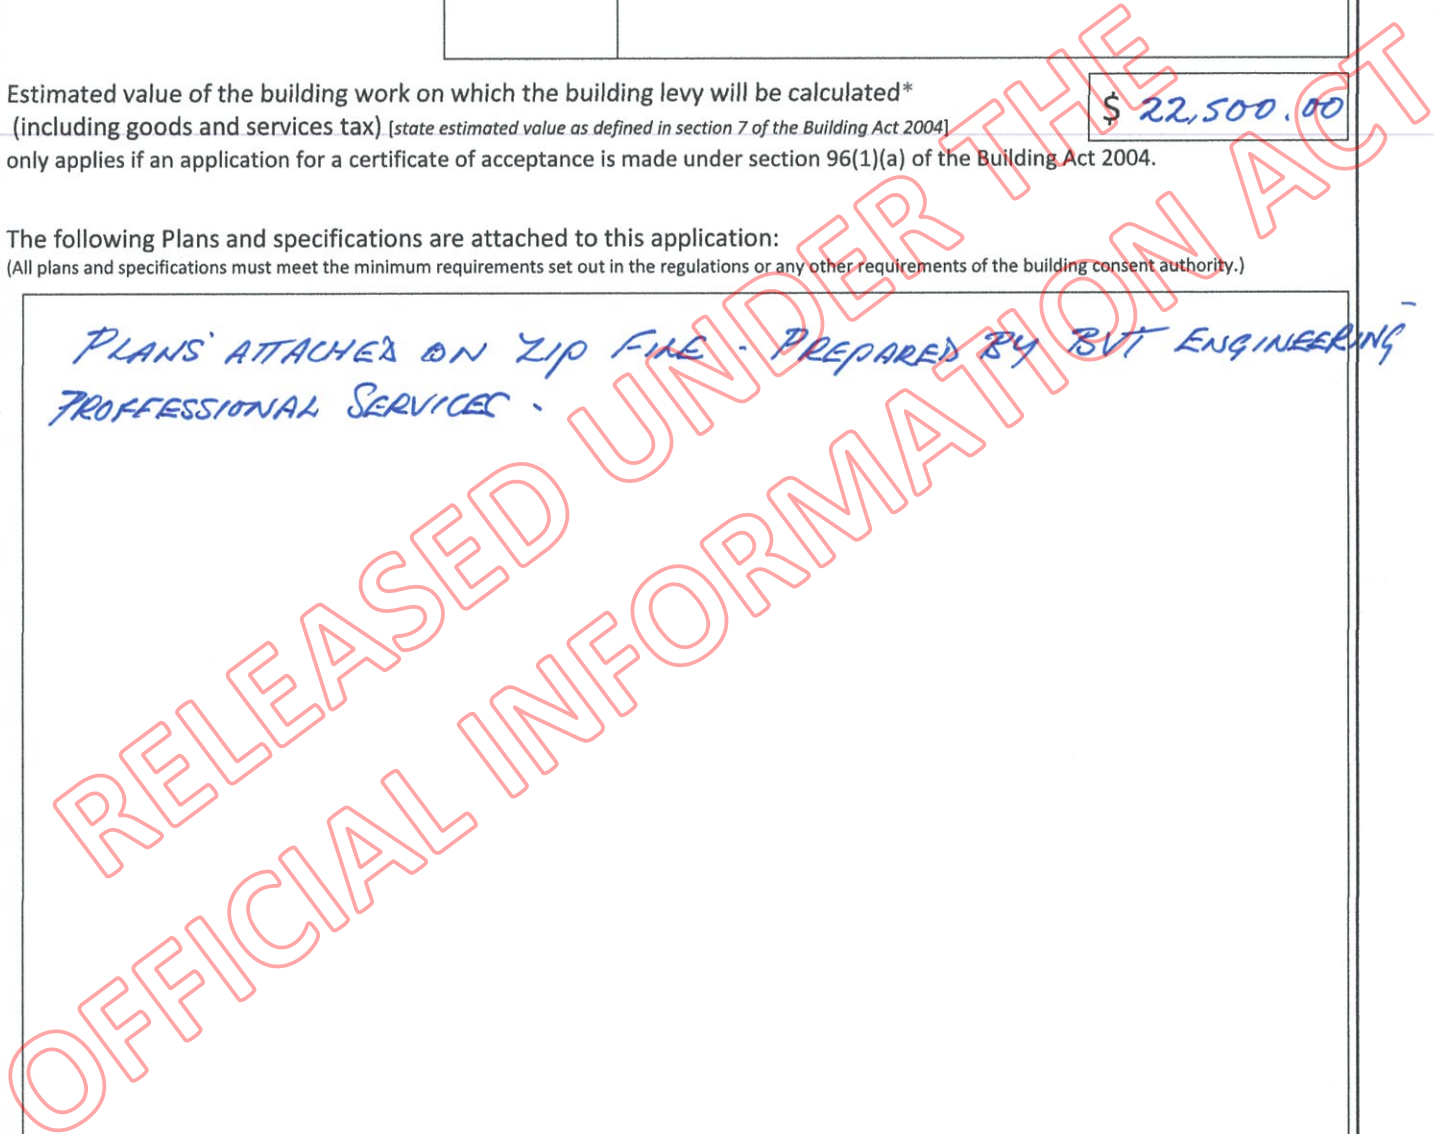 Estimated value of the building work on which the building levy will be calculated*
$ 22,500.00
(including goods and services tax) [state estimated value as defined in section 7 of the Building Act 2004]
only applies if an application for a certificate of acceptance is made under section 96(1)(a) of the Building Act 2004.
The following Plans and specifications are attached to this application:
(All plans and specifications must meet the minimum requirements set out in the regulations or any other requirements of the building consent authority.)
PLANS ATTACHED ON ZIP FILE - PREPARED BY BVT ENGINEERING -
PROFFESSIONAL SERVICES .
RELEASED UNDER THE
OFFICIAL INFORMATION ACT